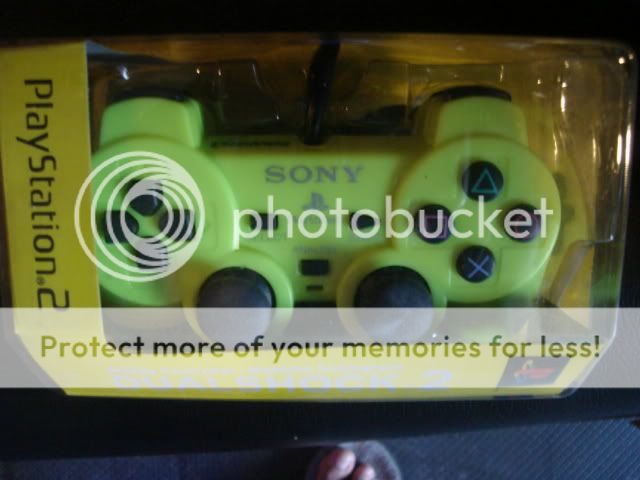 PlayStation®2
SONY
photobucket
Protect more of your memories for less!
DUALSHOCK 2